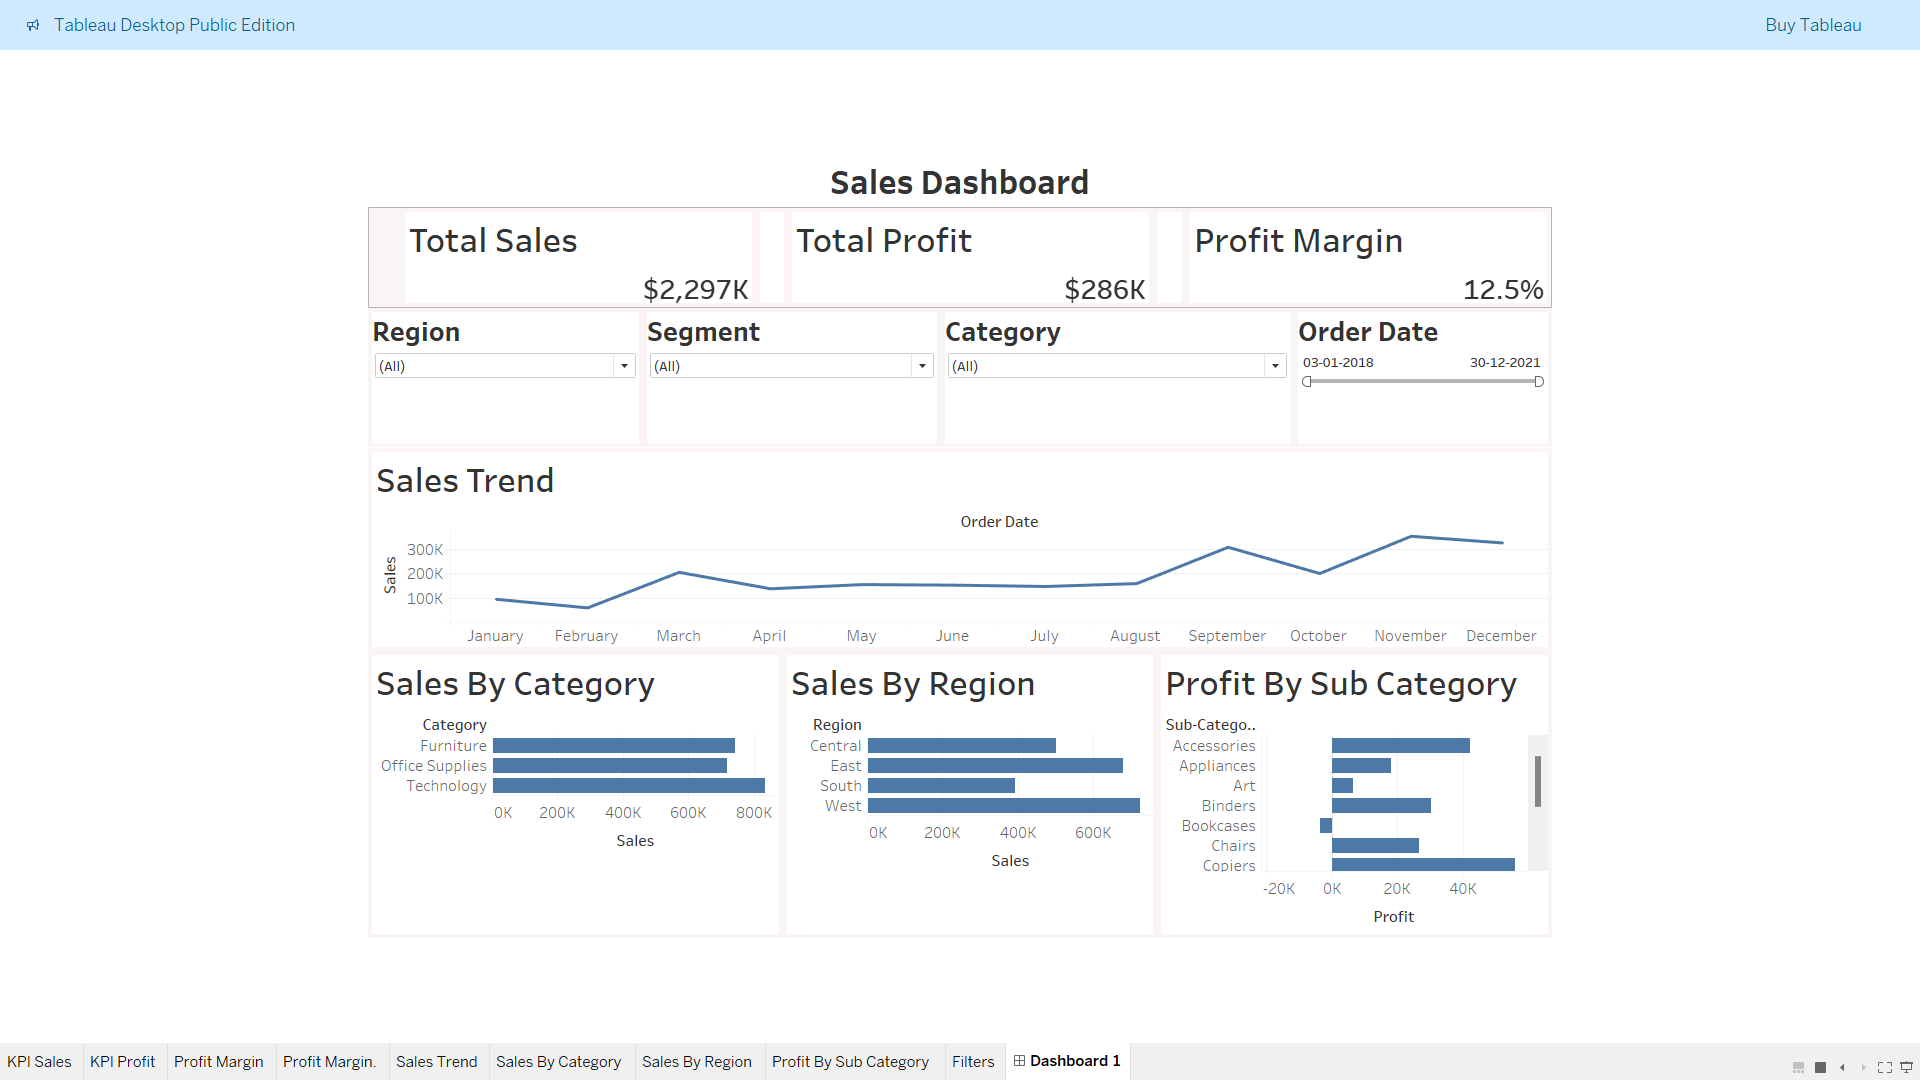 Tableau Desktop Public Edition
Buy Tableau
Sales Dashboard
Total Sales
$2,297K
Total Profit
$286K
Profit Margin
12.5%
Region
(All)
Segment
(All)
Category
(All)
Order Date
03-01-2018 30-12-2021
Sales Trend
Order Date
Sales
300K
200K
100K
January February March April May June July August September October November December
Sales By Category
Category
Furniture
Office Supplies
Technology
0K 200K 400K 600K 800K
Sales
Sales By Region
Region
Central
East
South
West
0K 200K 400K 600K
Sales
Profit By Sub Category
Sub-Catego..
Accessories
Appliances
Art
Binders
Bookcases
Chairs
Copiers
-20K 0K 20K 40K
Profit
KPI Sales KPI Profit Profit Margin Profit Margin. Sales Trend Sales By Category Sales By Region Profit By Sub Category Filters Dashboard 1